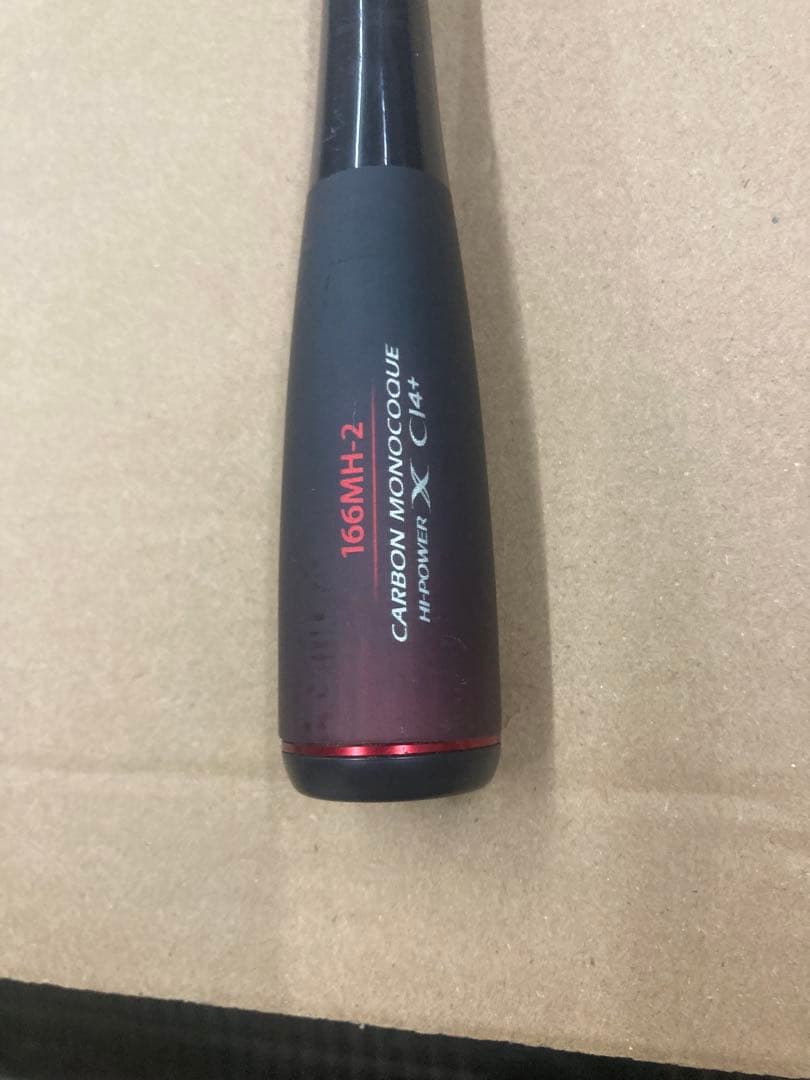 166MH-2
CARBON MONOCOQUE
HI-POWER X CI4+